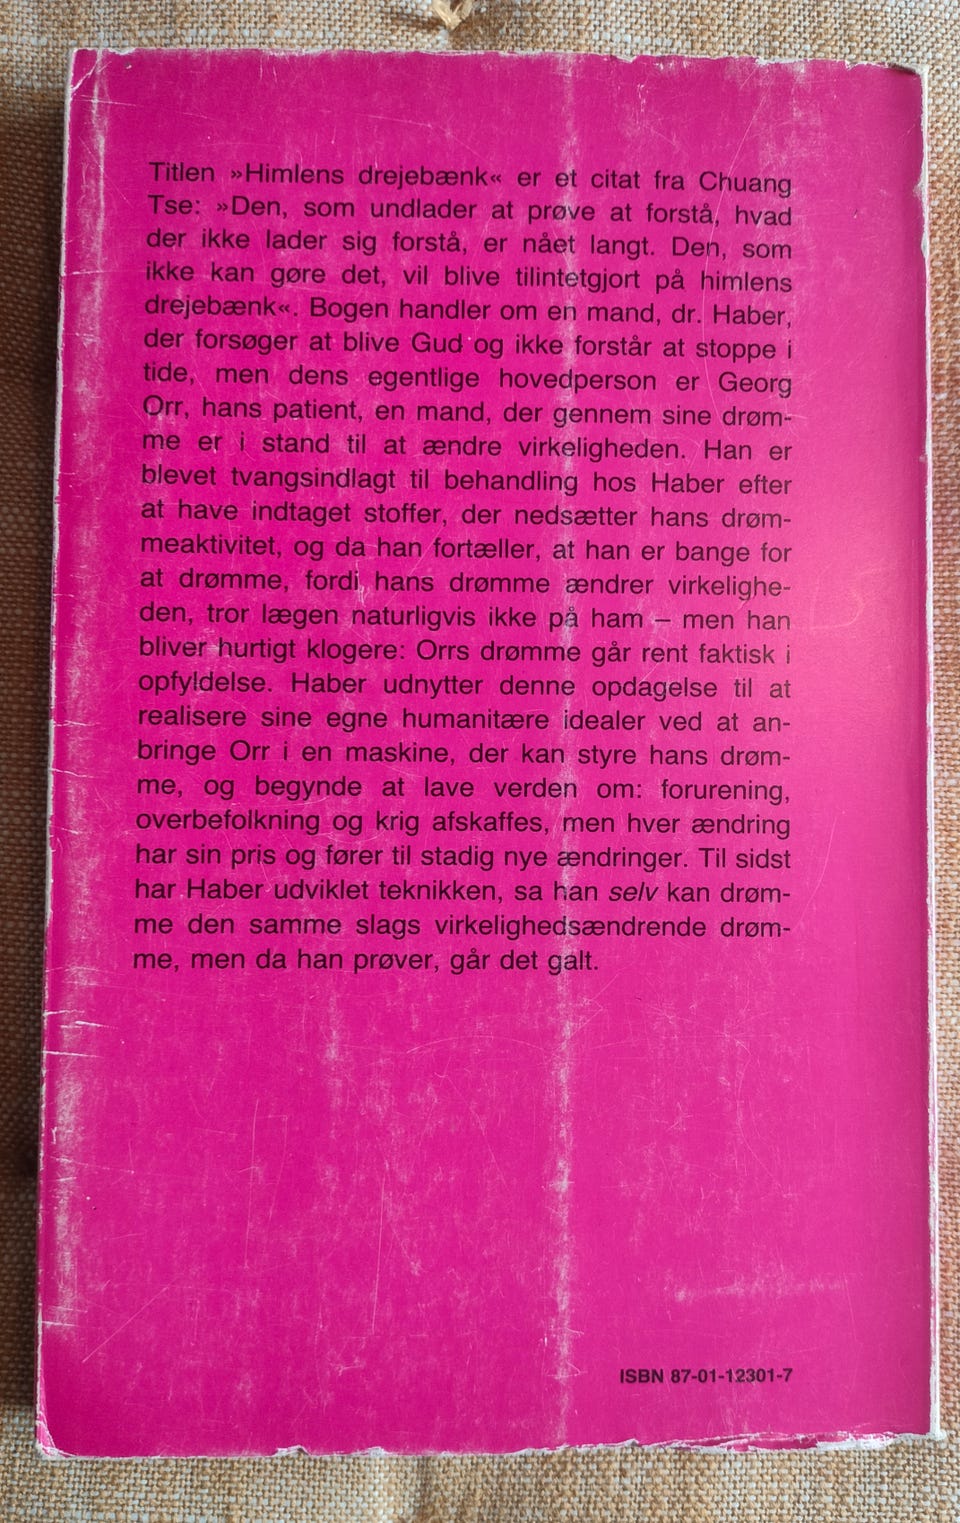 Titlen »Himlens drejebænk« er et citat fra Chuang
Tse: »Den, som undlader at prøve at forstå, hvad
der ikke lader sig forstå, er nået langt. Den, som
ikke kan gøre det, vil blive tilintetgjort på himlens
drejebænk«. Bogen handler om en mand, dr. Haber,
der forsøger at blive Gud og ikke forstår at stoppe i
tide, men dens egentlige hovedperson er Georg
Orr, hans patient, en mand, der gennem sine drøm-
me er i stand til at ændre virkeligheden. Han er
blevet tvangsindlagt til behandling hos Haber efter
at have indtaget stoffer, der nedsætter hans drøm-
meaktivitet, og da han fortæller, at han er bange for
at drømme, fordi hans drømme ændrer virkelighe-
den, tror lægen naturligvis ikke på ham – men han
bliver hurtigt klogere: Orrs drømme går rent faktisk i
opfyldelse. Haber udnytter denne opdagelse til at
realisere sine egne humanitære idealer ved at an-
bringe Orr i en maskine, der kan styre hans drøm-
me, og begynde at lave verden om: forurening,
overbefolkning og krig afskaffes, men hver ændring
har sin pris og fører til stadig nye ændringer. Til sidst
har Haber udviklet teknikken, sa han selv kan drøm-
me den samme slags virkelighedsændrende drøm-
me, men da han prøver, går det galt.
ISBN 87-01-12301-7